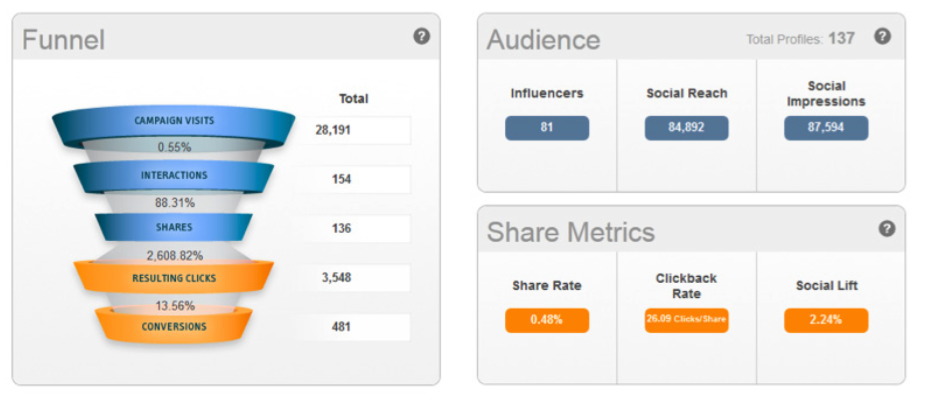 Funnel
?
Total
CAMPAIGN VISITS
28,191
0.55%
INTERACTIONS
154
88.31%
SHARES
136
2,608.82%
RESULTING CLICKS
3,548
13.56%
CONVERSIONS
481
Audience
Total Profiles: 137
?
Influencers
Social Reach
Social
Impressions
81
84,892
87,594
Share Metrics
?
Share Rate
Clickback
Rate
Social Lift
0.48%
26.09 Clicks/Share
2.24%